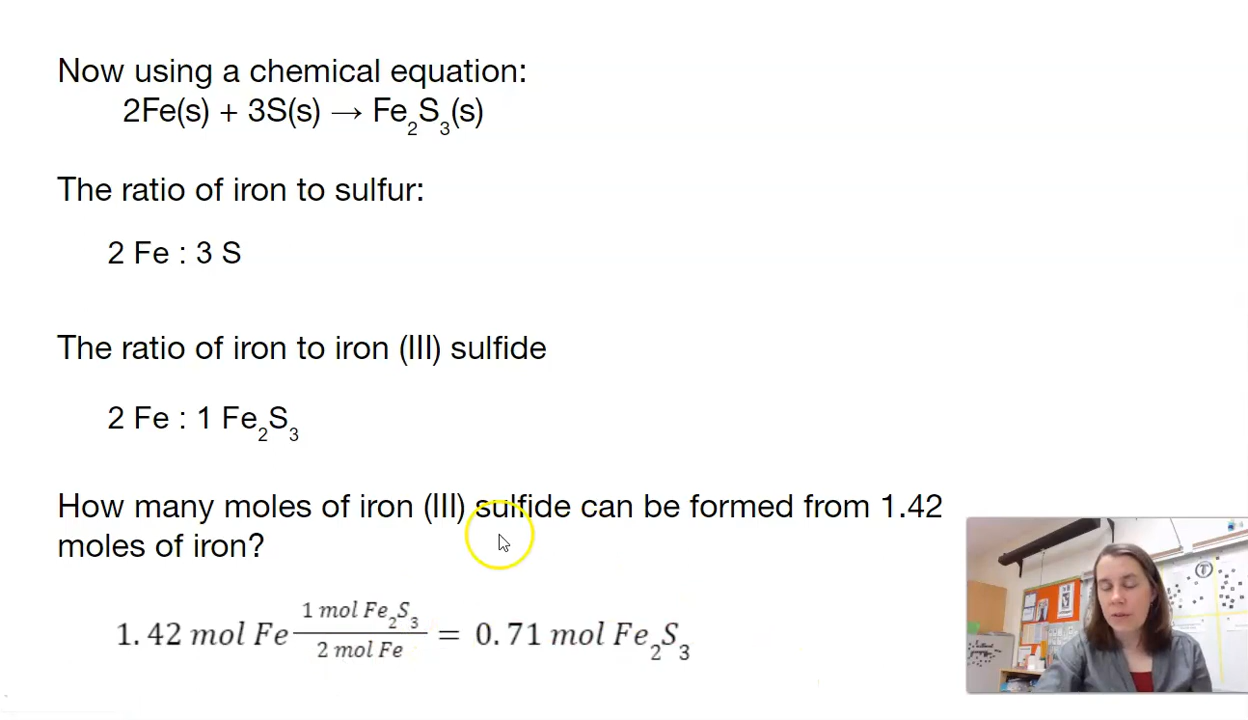 Now using a chemical equation:
2Fe(s) + 3S(s) → Fe₂S₃(s)
The ratio of iron to sulfur:
2 Fe : 3 S
The ratio of iron to iron (III) sulfide
2 Fe : 1 Fe₂S₃
How many moles of iron (III) sulfide can be formed from 1.42
moles of iron?
1 mol Fe₂S₃
1.42 mol Fe = 0.71 mol Fe₂S₃
2 mol Fe